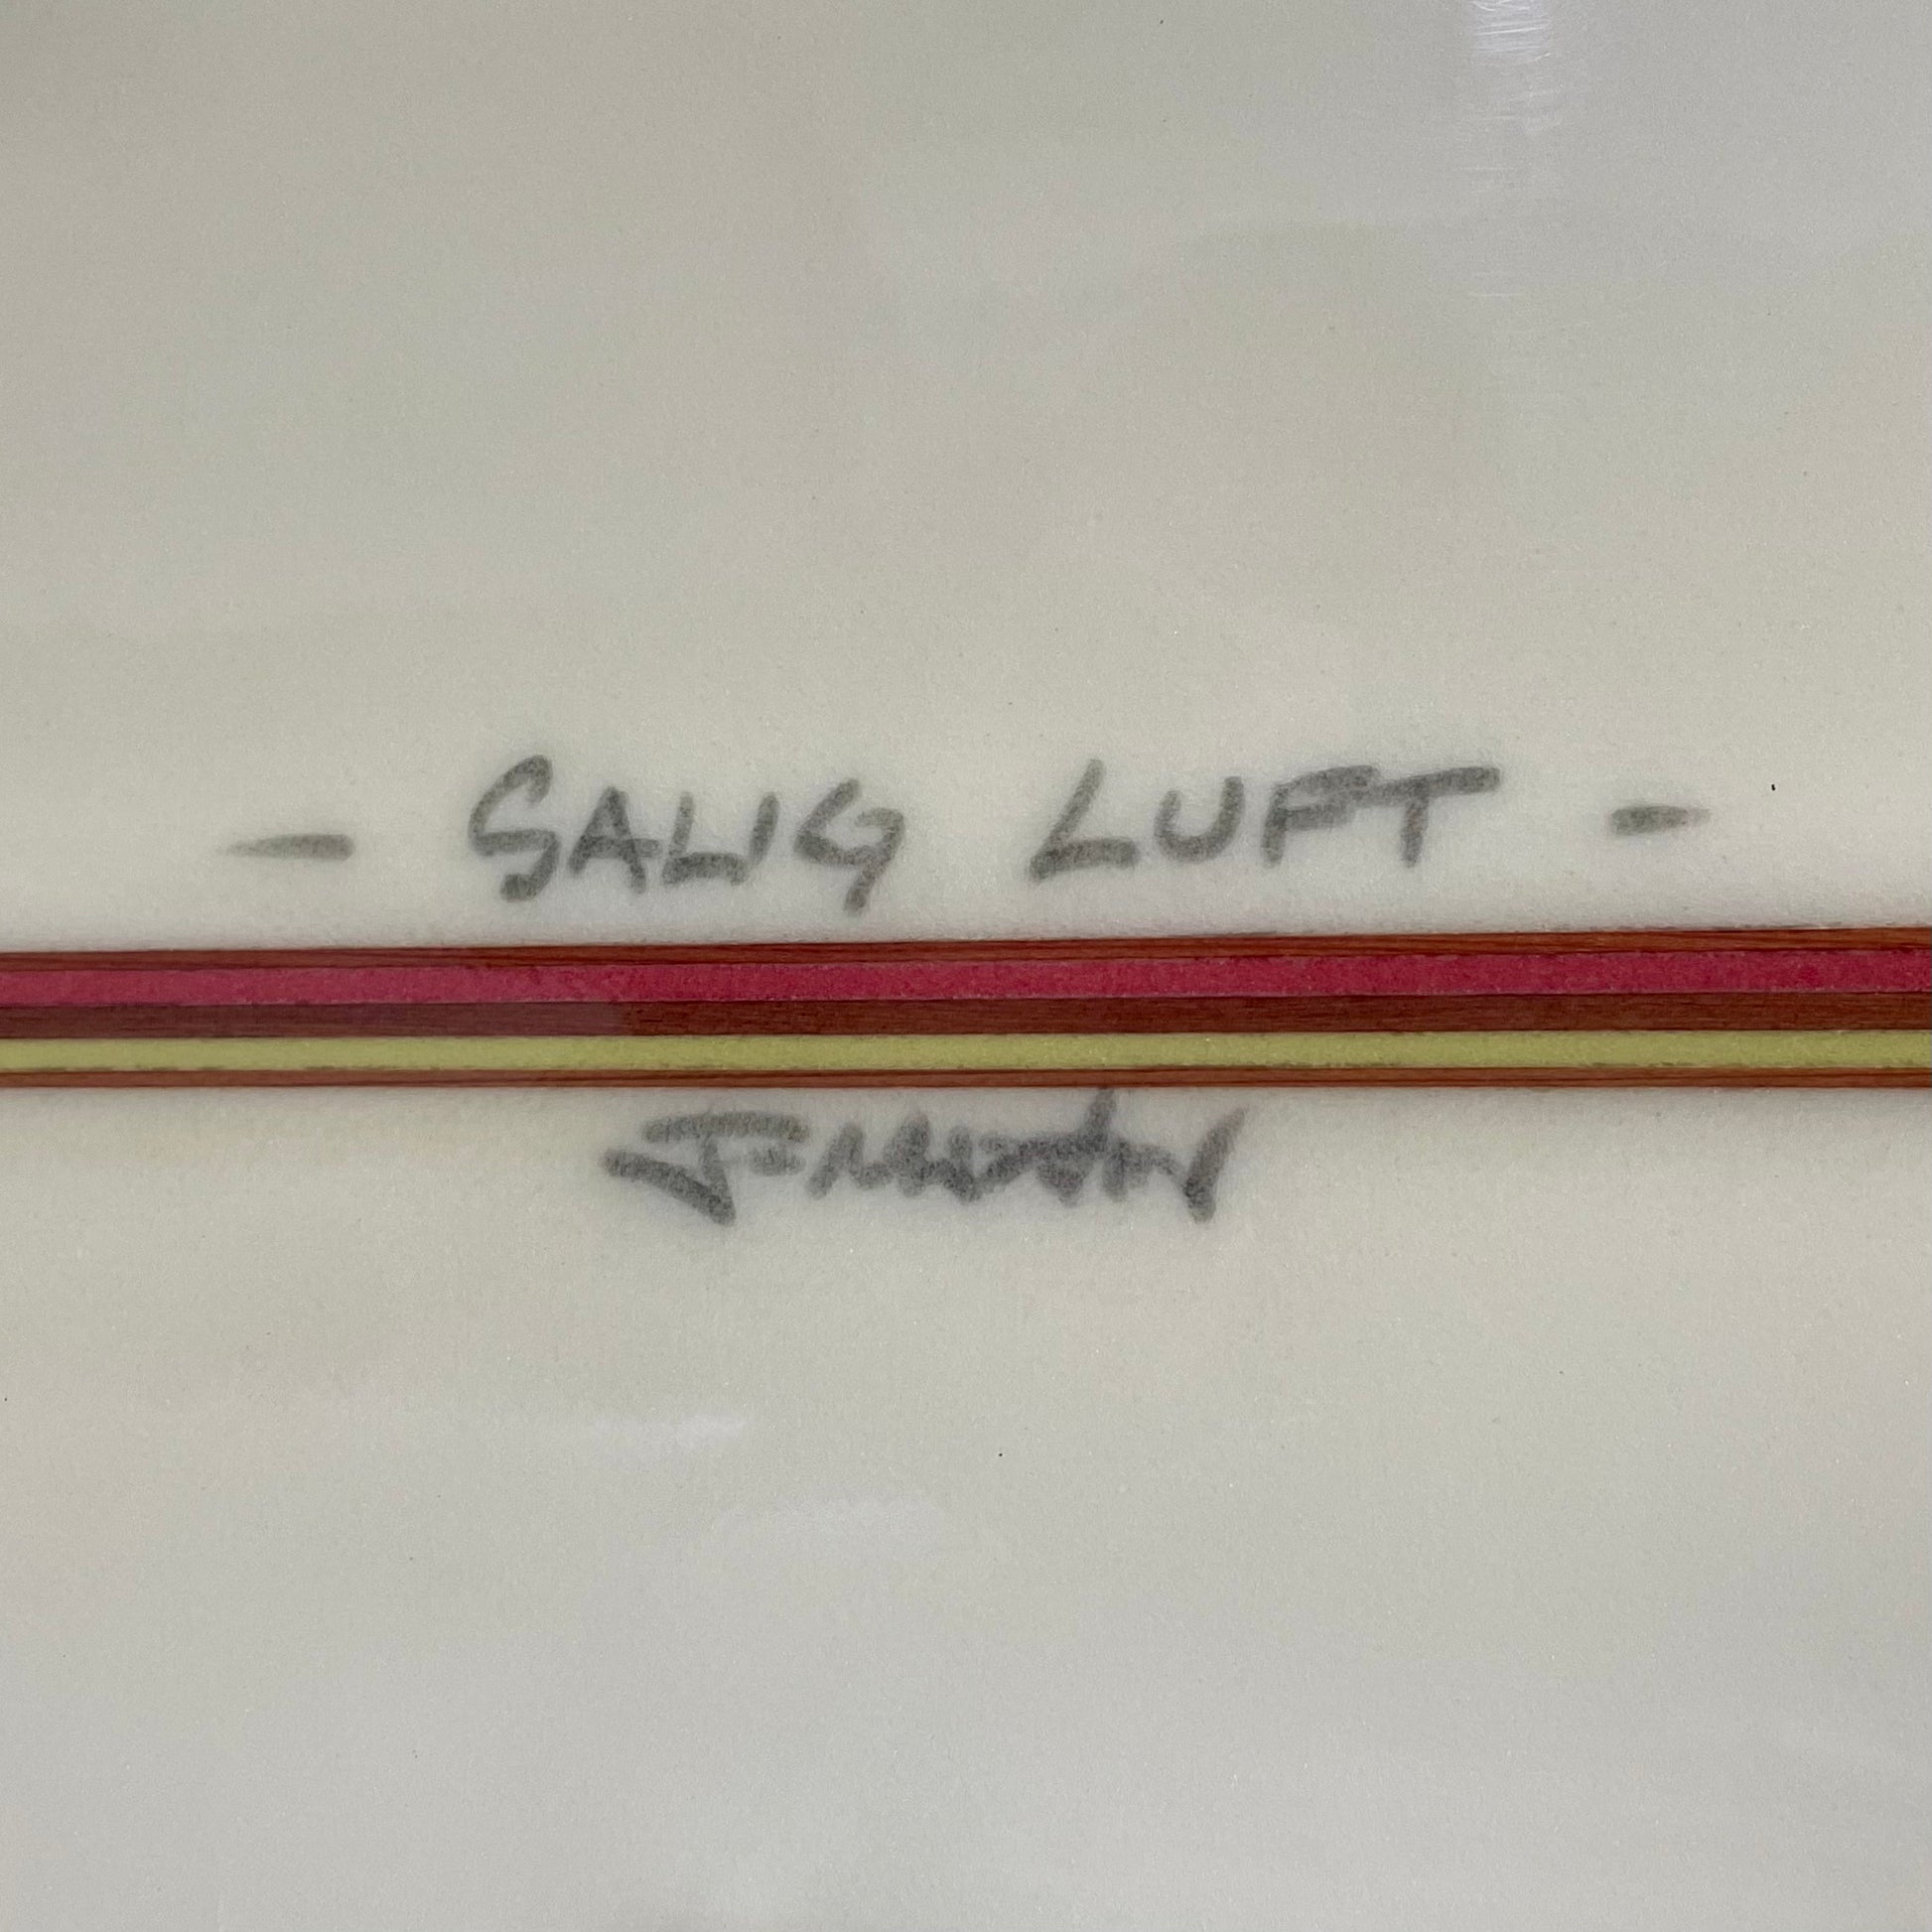 - SALIG LUFT -